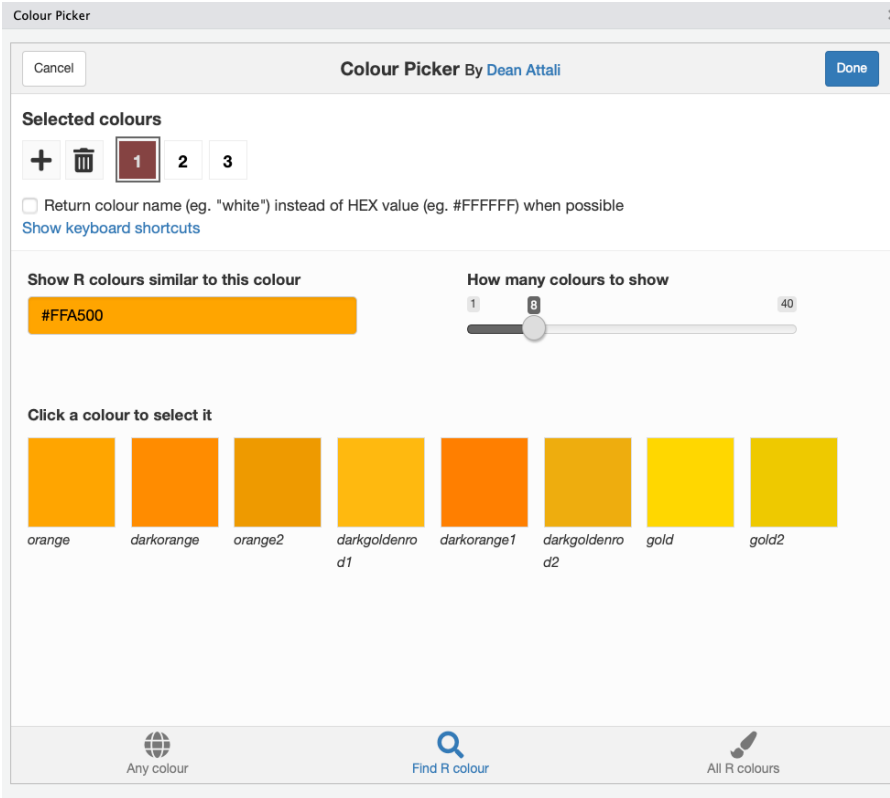 Colour Picker
Cancel
Colour Picker By Dean Attali
Done
Selected colours
1 2 3
Return colour name (eg. "white") instead of HEX value (eg. #FFFFFF) when possible
Show keyboard shortcuts
Show R colours similar to this colour
#FFA500
How many colours to show
1 8 40
Click a colour to select it
orange
darkorange
orange2
darkgoldenro
d1
darkorange1
darkgoldenro
d2
gold
gold2
Any colour
Find R colour
All R colours